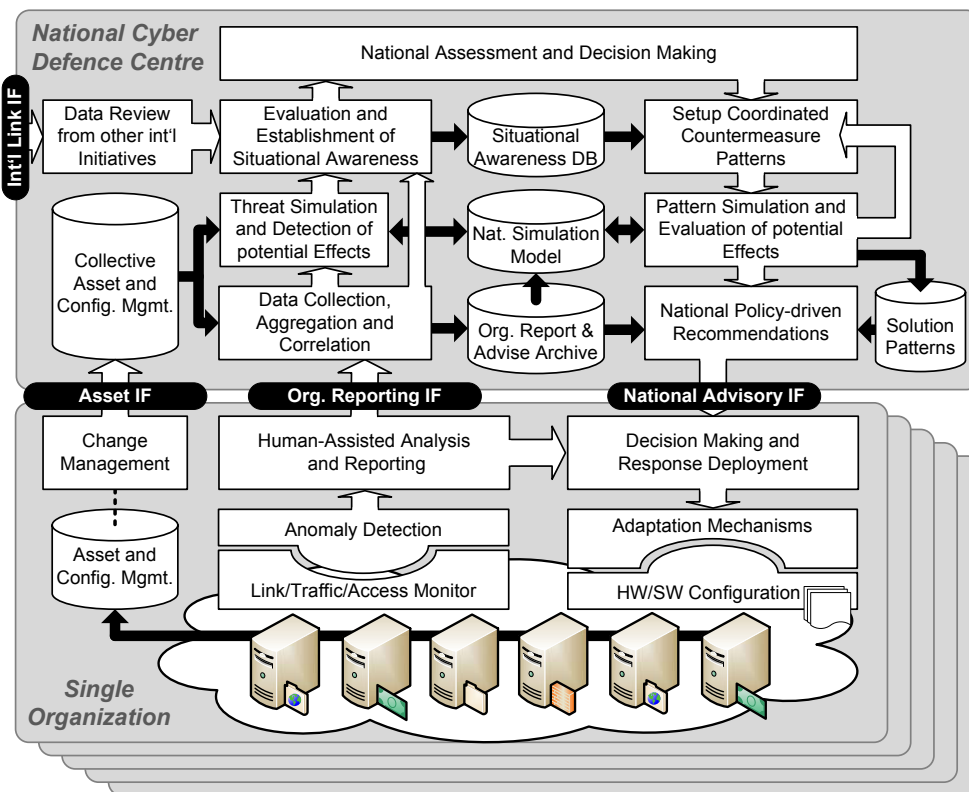 National Cyber
Defence Centre
National Assessment and Decision Making
Int'l Link IF
Data Review
from other int'l
Initiatives
Evaluation and
Establishment of
Situational Awareness
Situational
Awareness DB
Setup Coordinated
Countermeasure
Patterns
Collective
Asset and
Config. Mgmt.
Threat Simulation
and Detection of
potential Effects
Nat. Simulation
Model
Pattern Simulation and
Evaluation of potential
Effects
Data Collection,
Aggregation and
Correlation
Org. Report &
Advise Archive
National Policy-driven
Recommendations
Solution
Patterns
Asset IF
Org. Reporting IF
National Advisory IF
Change
Management
Human-Assisted Analysis
and Reporting
Decision Making and
Response Deployment
Asset and
Config. Mgmt.
Anomaly Detection
Adaptation Mechanisms
Link/Traffic/Access Monitor
HW/SW Configuration
Single
Organization